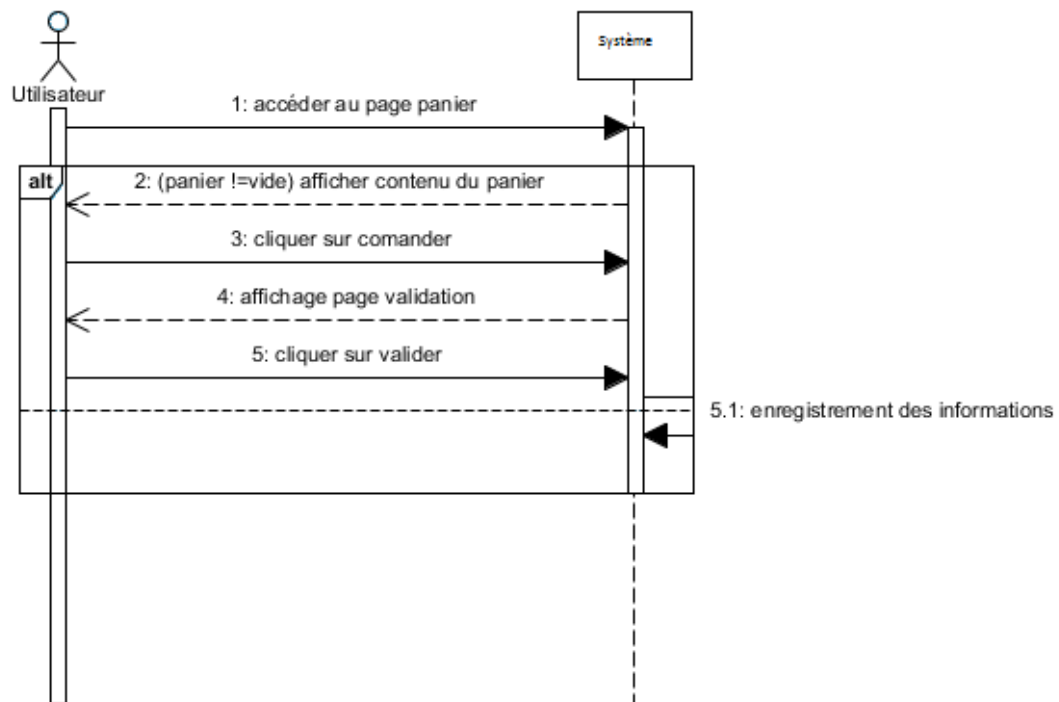 Système
Utilisateur
1: accéder au page panier
alt
2: (panier !=vide) afficher contenu du panier
3: cliquer sur comander
4: affichage page validation
5: cliquer sur valider
5.1: enregistrement des informations